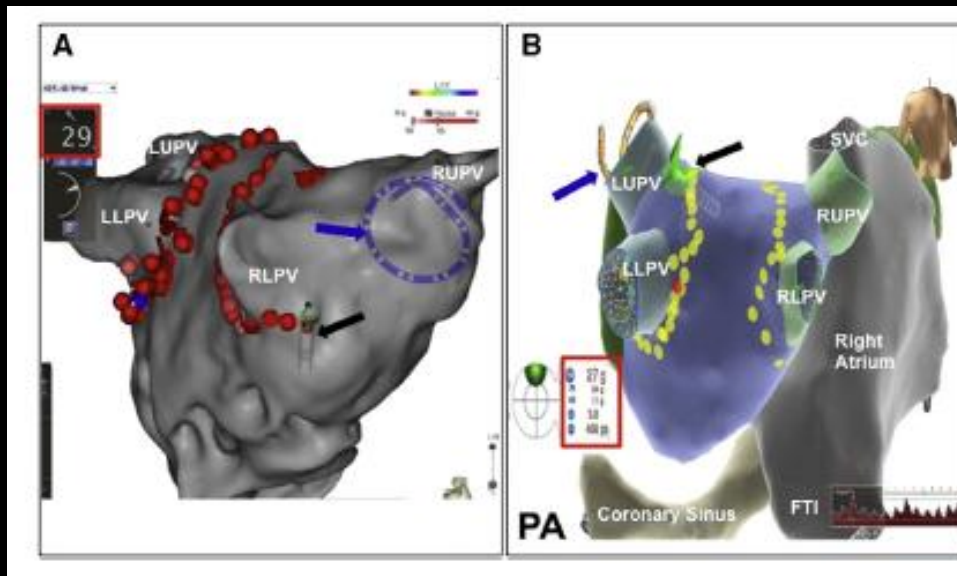 A
29
LUPV
RUPV
LLPV
RLPV
B
SVC
LUPV
RUPV
LLPV
RLPV
Right
Atrium
Coronary Sinus
FTI
PA